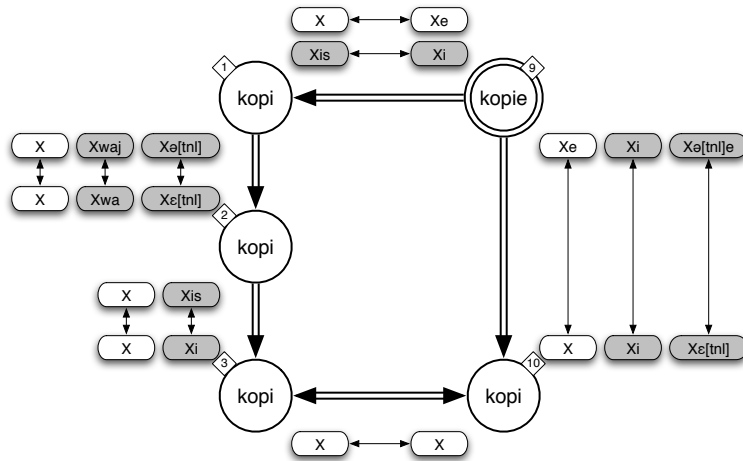 X Xe
Xis Xi
1 9
kopi kopie
X Xwaj Xə[tnl] Xe Xi Xə[tnl]e
X Xwa Xɛ[tnl]
2
kopi
X Xis
X Xi X Xi Xɛ[tnl]
3 10
kopi kopi
X X